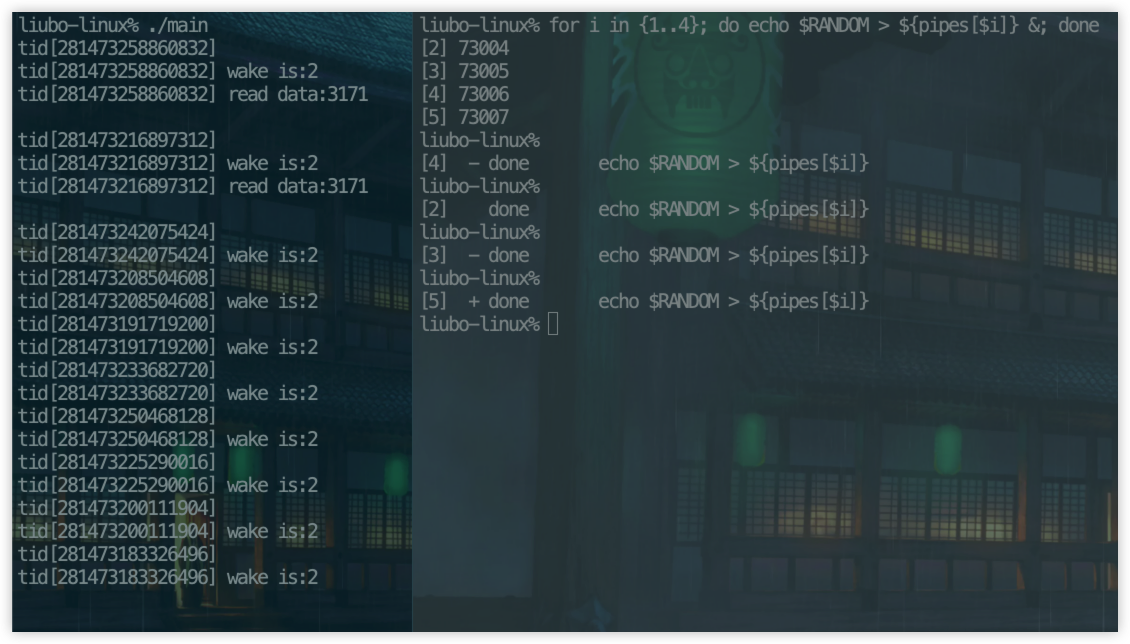 liubo-linux% ./main
tid[281473258860832]
tid[281473258860832] wake is:2
tid[281473258860832] read data:3171
tid[281473216897312]
tid[281473216897312] wake is:2
tid[281473216897312] read data:3171
tid[281473242075424]
tid[281473242075424] wake is:2
tid[281473208504608]
tid[281473208504608] wake is:2
tid[281473191719200]
tid[281473191719200] wake is:2
tid[281473233682720]
tid[281473233682720] wake is:2
tid[281473250468128]
tid[281473250468128] wake is:2
tid[281473225290016]
tid[281473225290016] wake is:2
tid[281473200111904]
tid[281473200111904] wake is:2
tid[281473183326496]
tid[281473183326496] wake is:2
liubo-linux% for i in {1..4}; do echo $RANDOM > ${pipes[$i]} &; done
[2] 73004
[3] 73005
[4] 73006
[5] 73007
liubo-linux%
[4]  - done       echo $RANDOM > ${pipes[$i]}
liubo-linux%
[2]    done       echo $RANDOM > ${pipes[$i]}
liubo-linux%
[3]  - done       echo $RANDOM > ${pipes[$i]}
liubo-linux%
[5]  + done       echo $RANDOM > ${pipes[$i]}
liubo-linux%